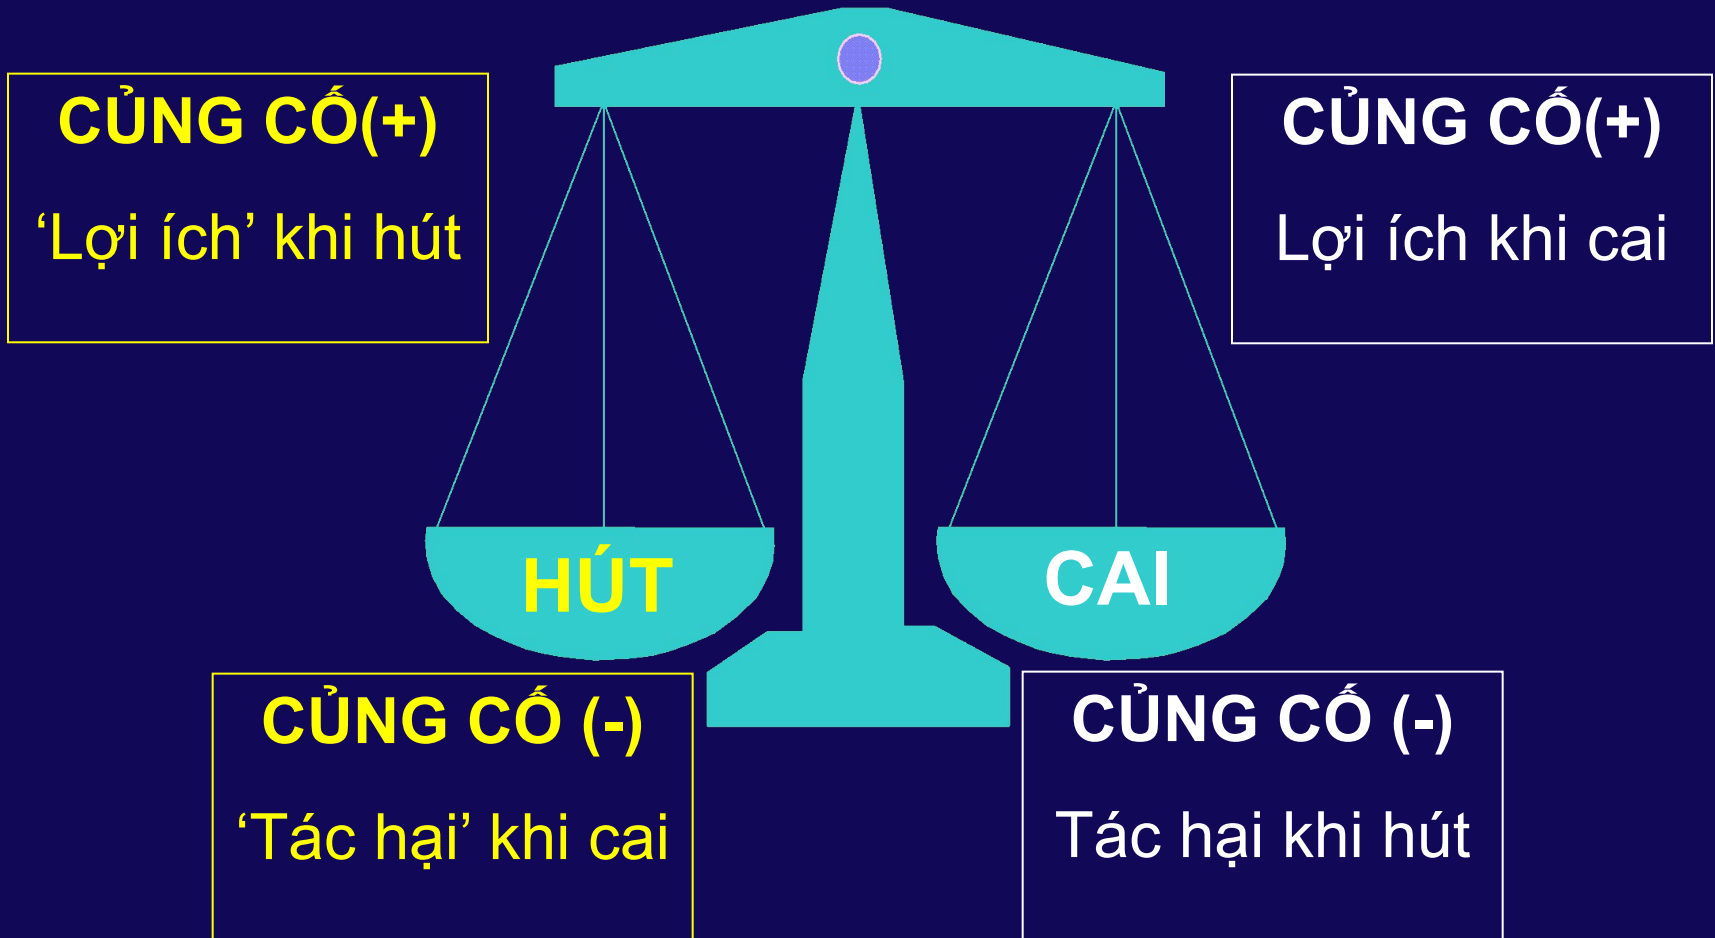 CỦNG CỐ(+)
‘Lợi ích’ khi hút
CỦNG CỐ(+)
Lợi ích khi cai
HÚT
CAI
CỦNG CỐ (-)
‘Tác hại’ khi cai
CỦNG CỐ (-)
Tác hại khi hút